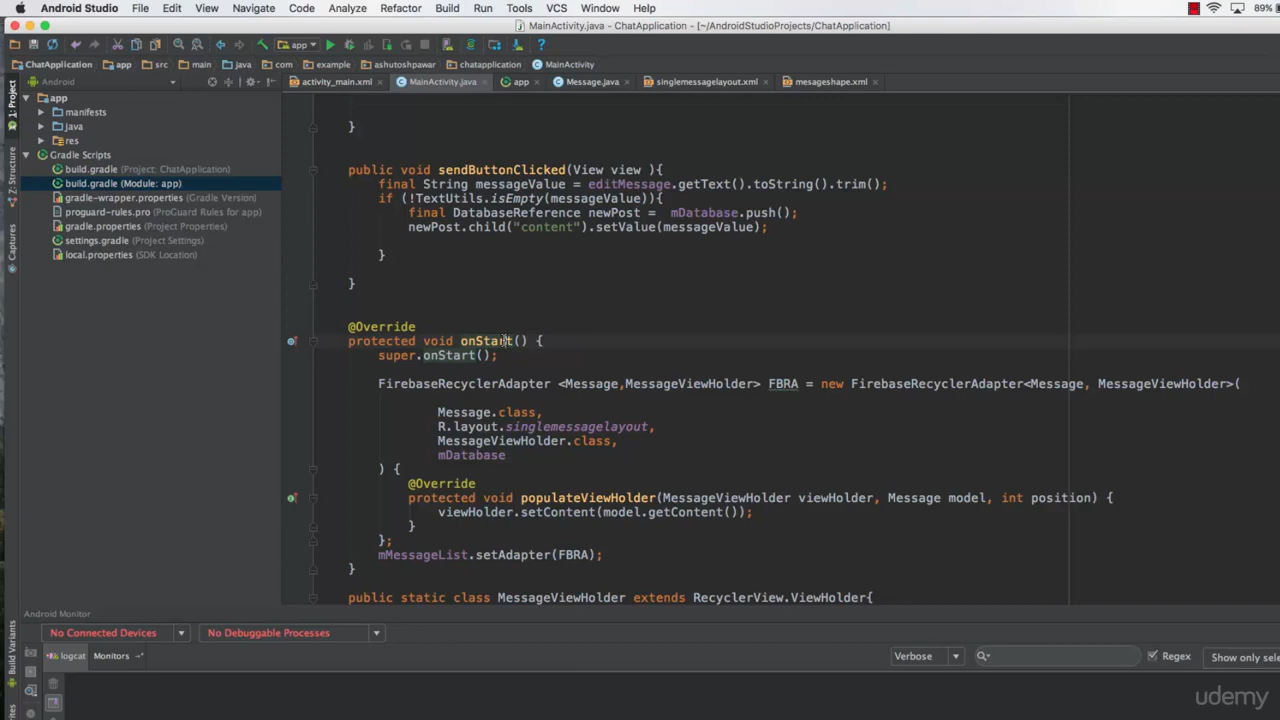 Android Studio File Edit View Navigate Code Analyze Refactor Build Run Tools VCS Window Help 89%
MainActivity.java - ChatApplication - [~/AndroidStudioProjects/ChatApplication]
app
ChatApplication app src main java com example ashutoshpawar chatapplication MainActivity
Android activity_main.xml MainActivity.java app Message.java singlemessagelayout.xml mesageshape.xml
1: Project
Z: Structure
Captures
Build Variants
app
manifests
java
res
Gradle Scripts
build.gradle (Project: ChatApplication)
build.gradle (Module: app)
gradle-wrapper.properties (Gradle Version)
proguard-rules.pro (ProGuard Rules for app)
gradle.properties (Project Properties)
settings.gradle (Project Settings)
local.properties (SDK Location)
}
public void sendButtonClicked(View view ){
final String messageValue = editMessage.getText().toString().trim();
if (!TextUtils.isEmpty(messageValue)){
final DatabaseReference newPost =  mDatabase.push();
newPost.child("content").setValue(messageValue);
}
}
@Override
protected void onStart() {
super.onStart();
FirebaseRecyclerAdapter <Message,MessageViewHolder> FBRA = new FirebaseRecyclerAdapter<Message, MessageViewHolder>(
Message.class,
R.layout.singlemessagelayout,
MessageViewHolder.class,
mDatabase
) {
@Override
protected void populateViewHolder(MessageViewHolder viewHolder, Message model, int position) {
viewHolder.setContent(model.getContent());
}
};
mMessageList.setAdapter(FBRA);
}
public static class MessageViewHolder extends RecyclerView.ViewHolder{
Android Monitor
No Connected Devices No Debuggable Processes
logcat Monitors Verbose Regex Show only sele
udemy